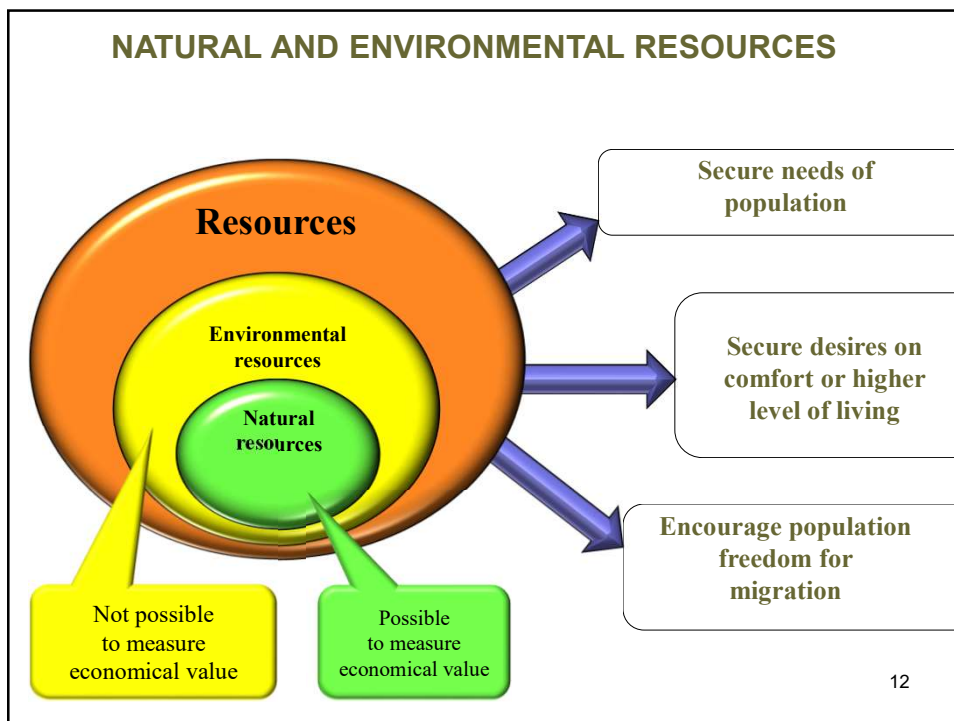 NATURAL AND ENVIRONMENTAL RESOURCES
Resources
Environmental
resources
Natural
resources
Secure needs of
population
Secure desires on
comfort or higher
level of living
Encourage population
freedom for
migration
Not possible
to measure
economical value
Possible
to measure
economical value
12